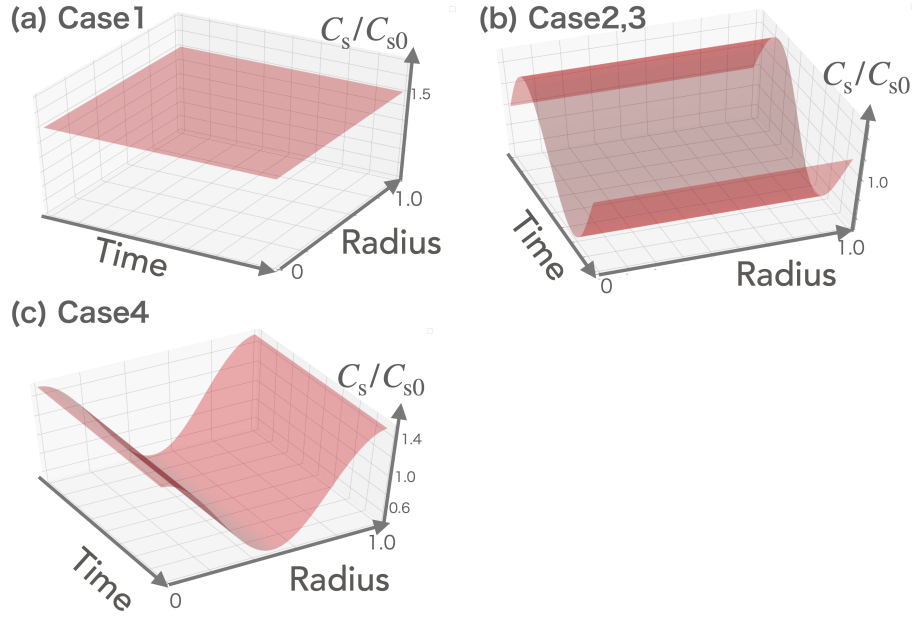 (a) Case1
Cs/Cs0
1.5
1.0
Radius
0
Time
(b) Case2,3
Cs/Cs0
1.0
1.0
Radius
0
Time
(c) Case4
Cs/Cs0
1.4
1.0
0.6
1.0
Radius
0
Time